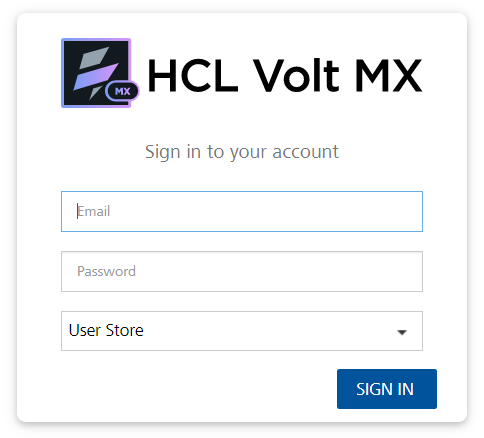 MX
HCL Volt MX
Sign in to your account
Email
Password
User Store
SIGN IN